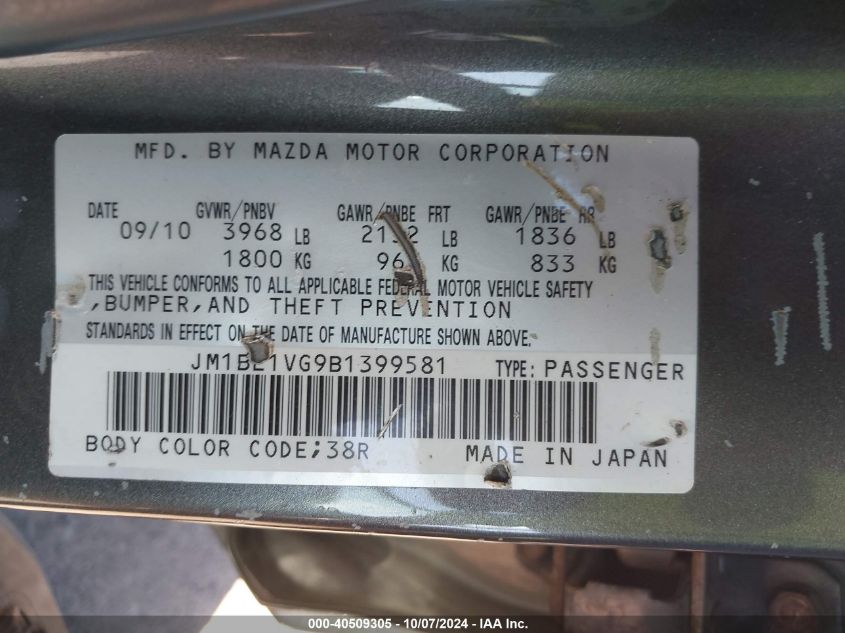 MFD. BY MAZDA MOTOR CORPORATION
DATE GVWR/PNBV GAWR/PNBE FRT GAWR/PNBE RR
09/10 3968 LB LB 1836 LB
1800 KG KG 833 KG
THIS VEHICLE CONFORMS TO ALL APPLICABLE FEDERAL MOTOR VEHICLE SAFETY
,BUMPER,AND THEFT PREVENTION
STANDARDS IN EFFECT ON THE DATE OF MANUFACTURE SHOWN ABOVE.
JM1BL1VG9B1399581 TYPE: PASSENGER
BODY COLOR CODE;38R MADE IN JAPAN
000-40509305 - 10/07/2024 - IAA Inc.